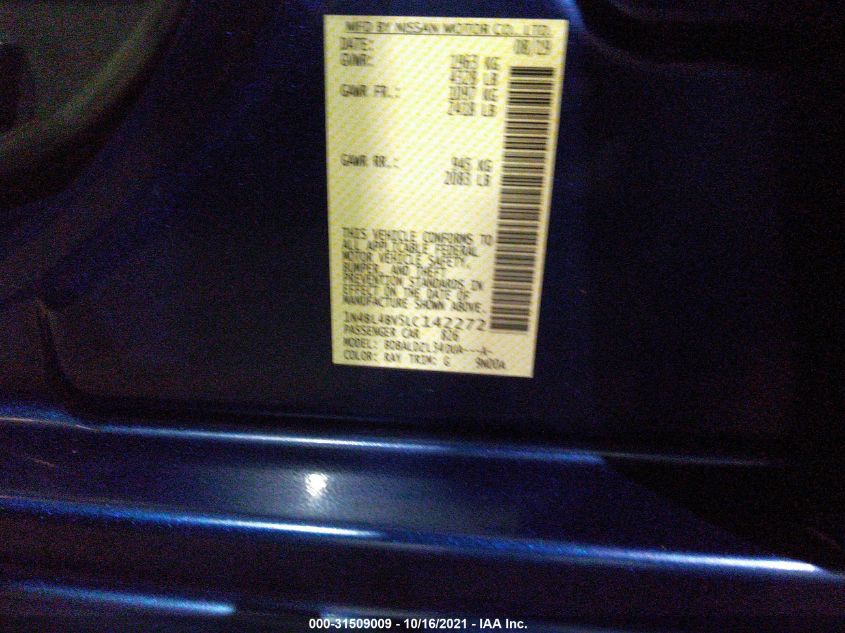 MFD BY NISSAN MOTOR CO., LTD.
DATE: 08/19
GVWR: 1963 KG
4328 LB
GAWR FR.: 1097 KG
2418 LB
GAWR RR.: 945 KG
2083 LB
THIS VEHICLE CONFORMS TO
ALL APPLICABLE FEDERAL
MOTOR VEHICLE SAFETY,
BUMPER, AND THEFT
PREVENTION STANDARDS IN
EFFECT ON THE DATE OF
MANUFACTURE SHOWN ABOVE.
1N4BL4BV5LC142272
PASSENGER CAR 826
MODEL:
COLOR: RAY TRIM: G
000-31509009 - 10/16/2021 - IAA Inc.